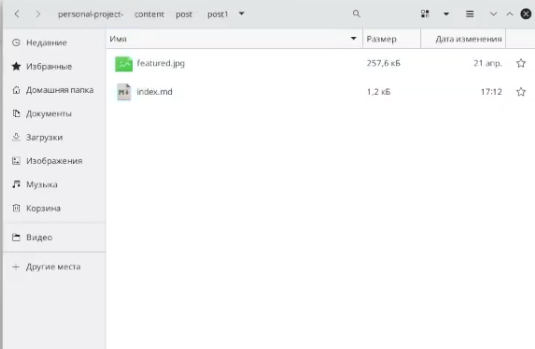 personal-project- content post post1
Имя Размер Дата изменения
Недавние
featured.jpg 257,6 кБ 21 апр.
Избранные
index.md 1,2 кБ 17:12
Домашняя папка
Документы
Загрузки
Изображения
Музыка
Корзина
Видео
+ Другие места